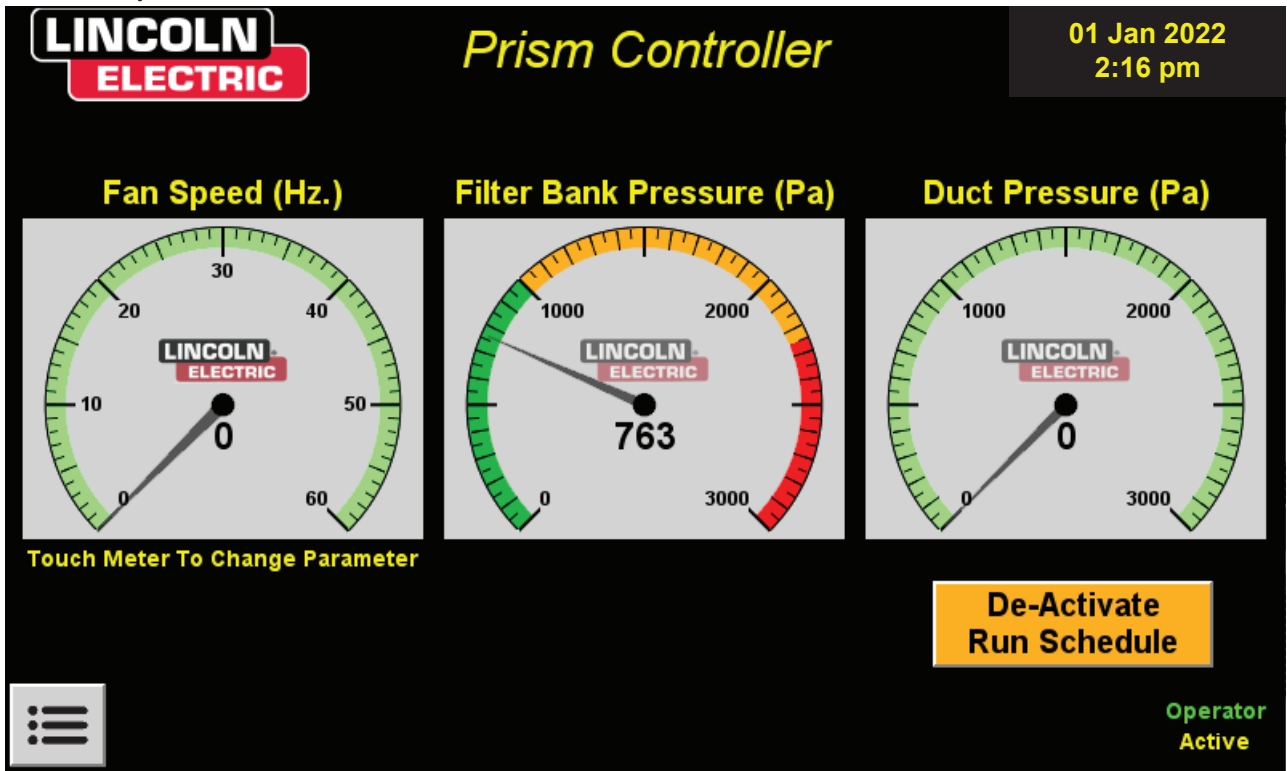 LINCOLN
ELECTRIC
Prism Controller
01 Jan 2022
2:16 pm
Fan Speed (Hz.)
Filter Bank Pressure (Pa)
Duct Pressure (Pa)
30
20
40
LINCOLN
ELECTRIC
10
50
0
0
60
1000
2000
LINCOLN
ELECTRIC
763
0
3000
1000
2000
LINCOLN
ELECTRIC
0
0
3000
Touch Meter To Change Parameter
De-Activate
Run Schedule
Operator
Active